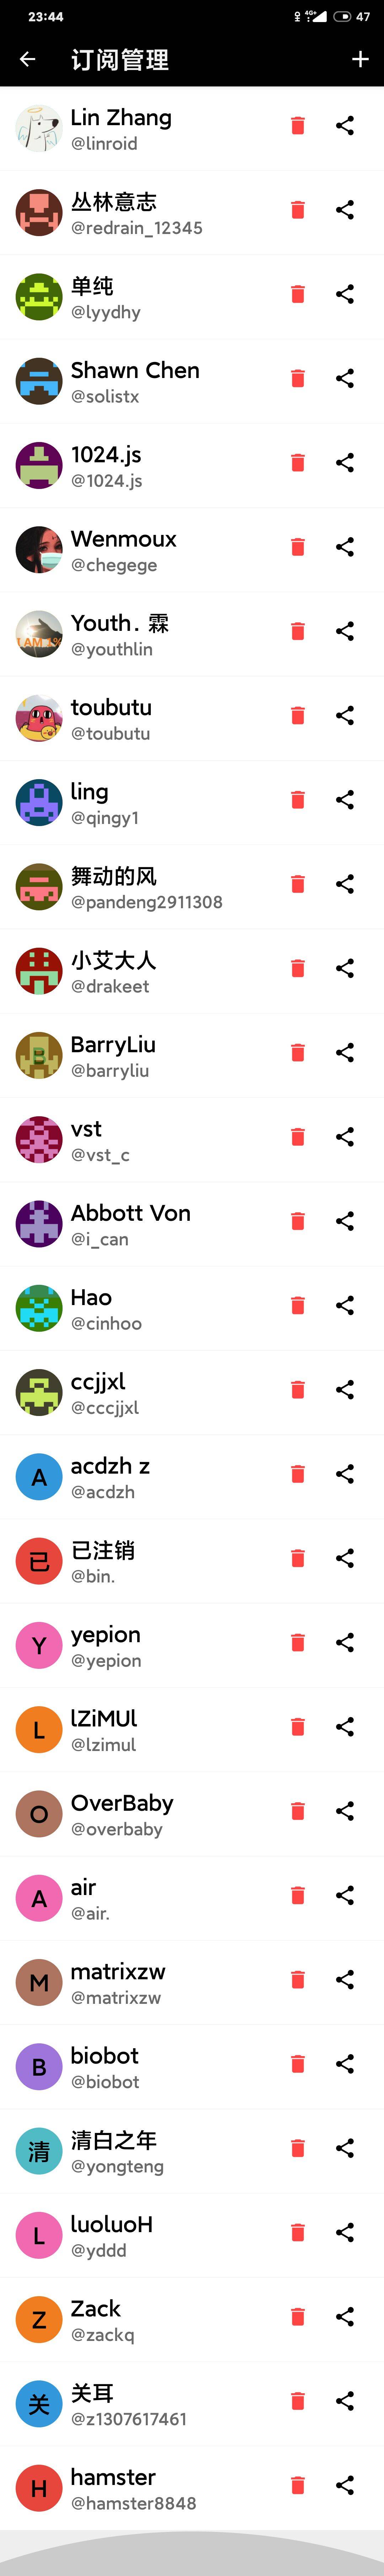 23:44
4G+
47
订阅管理
Lin Zhang
@linroid
丛林意志
@redrain_12345
单纯
@lyydhy
Shawn Chen
@solistx
1024.js
@1024.js
Wenmoux
@chegege
Youth. 霖
@youthlin
toubutu
@toubutu
ling
@qingy1
舞动的风
@pandeng2911308
小艾大人
@drakeet
BarryLiu
@barryliu
vst
@vst_c
Abbott Von
@i_can
Hao
@cinhoo
ccjjxl
@cccjjxl
A
acdzh z
@acdzh
已
已注销
@bin.
Y
yepion
@yepion
L
lZiMUl
@lzimul
O
OverBaby
@overbaby
A
air
@air.
M
matrixzw
@matrixzw
B
biobot
@biobot
清
清白之年
@yongteng
L
luoluoH
@yddd
Z
Zack
@zackq
关
关耳
@z1307617461
H
hamster
@hamster8848